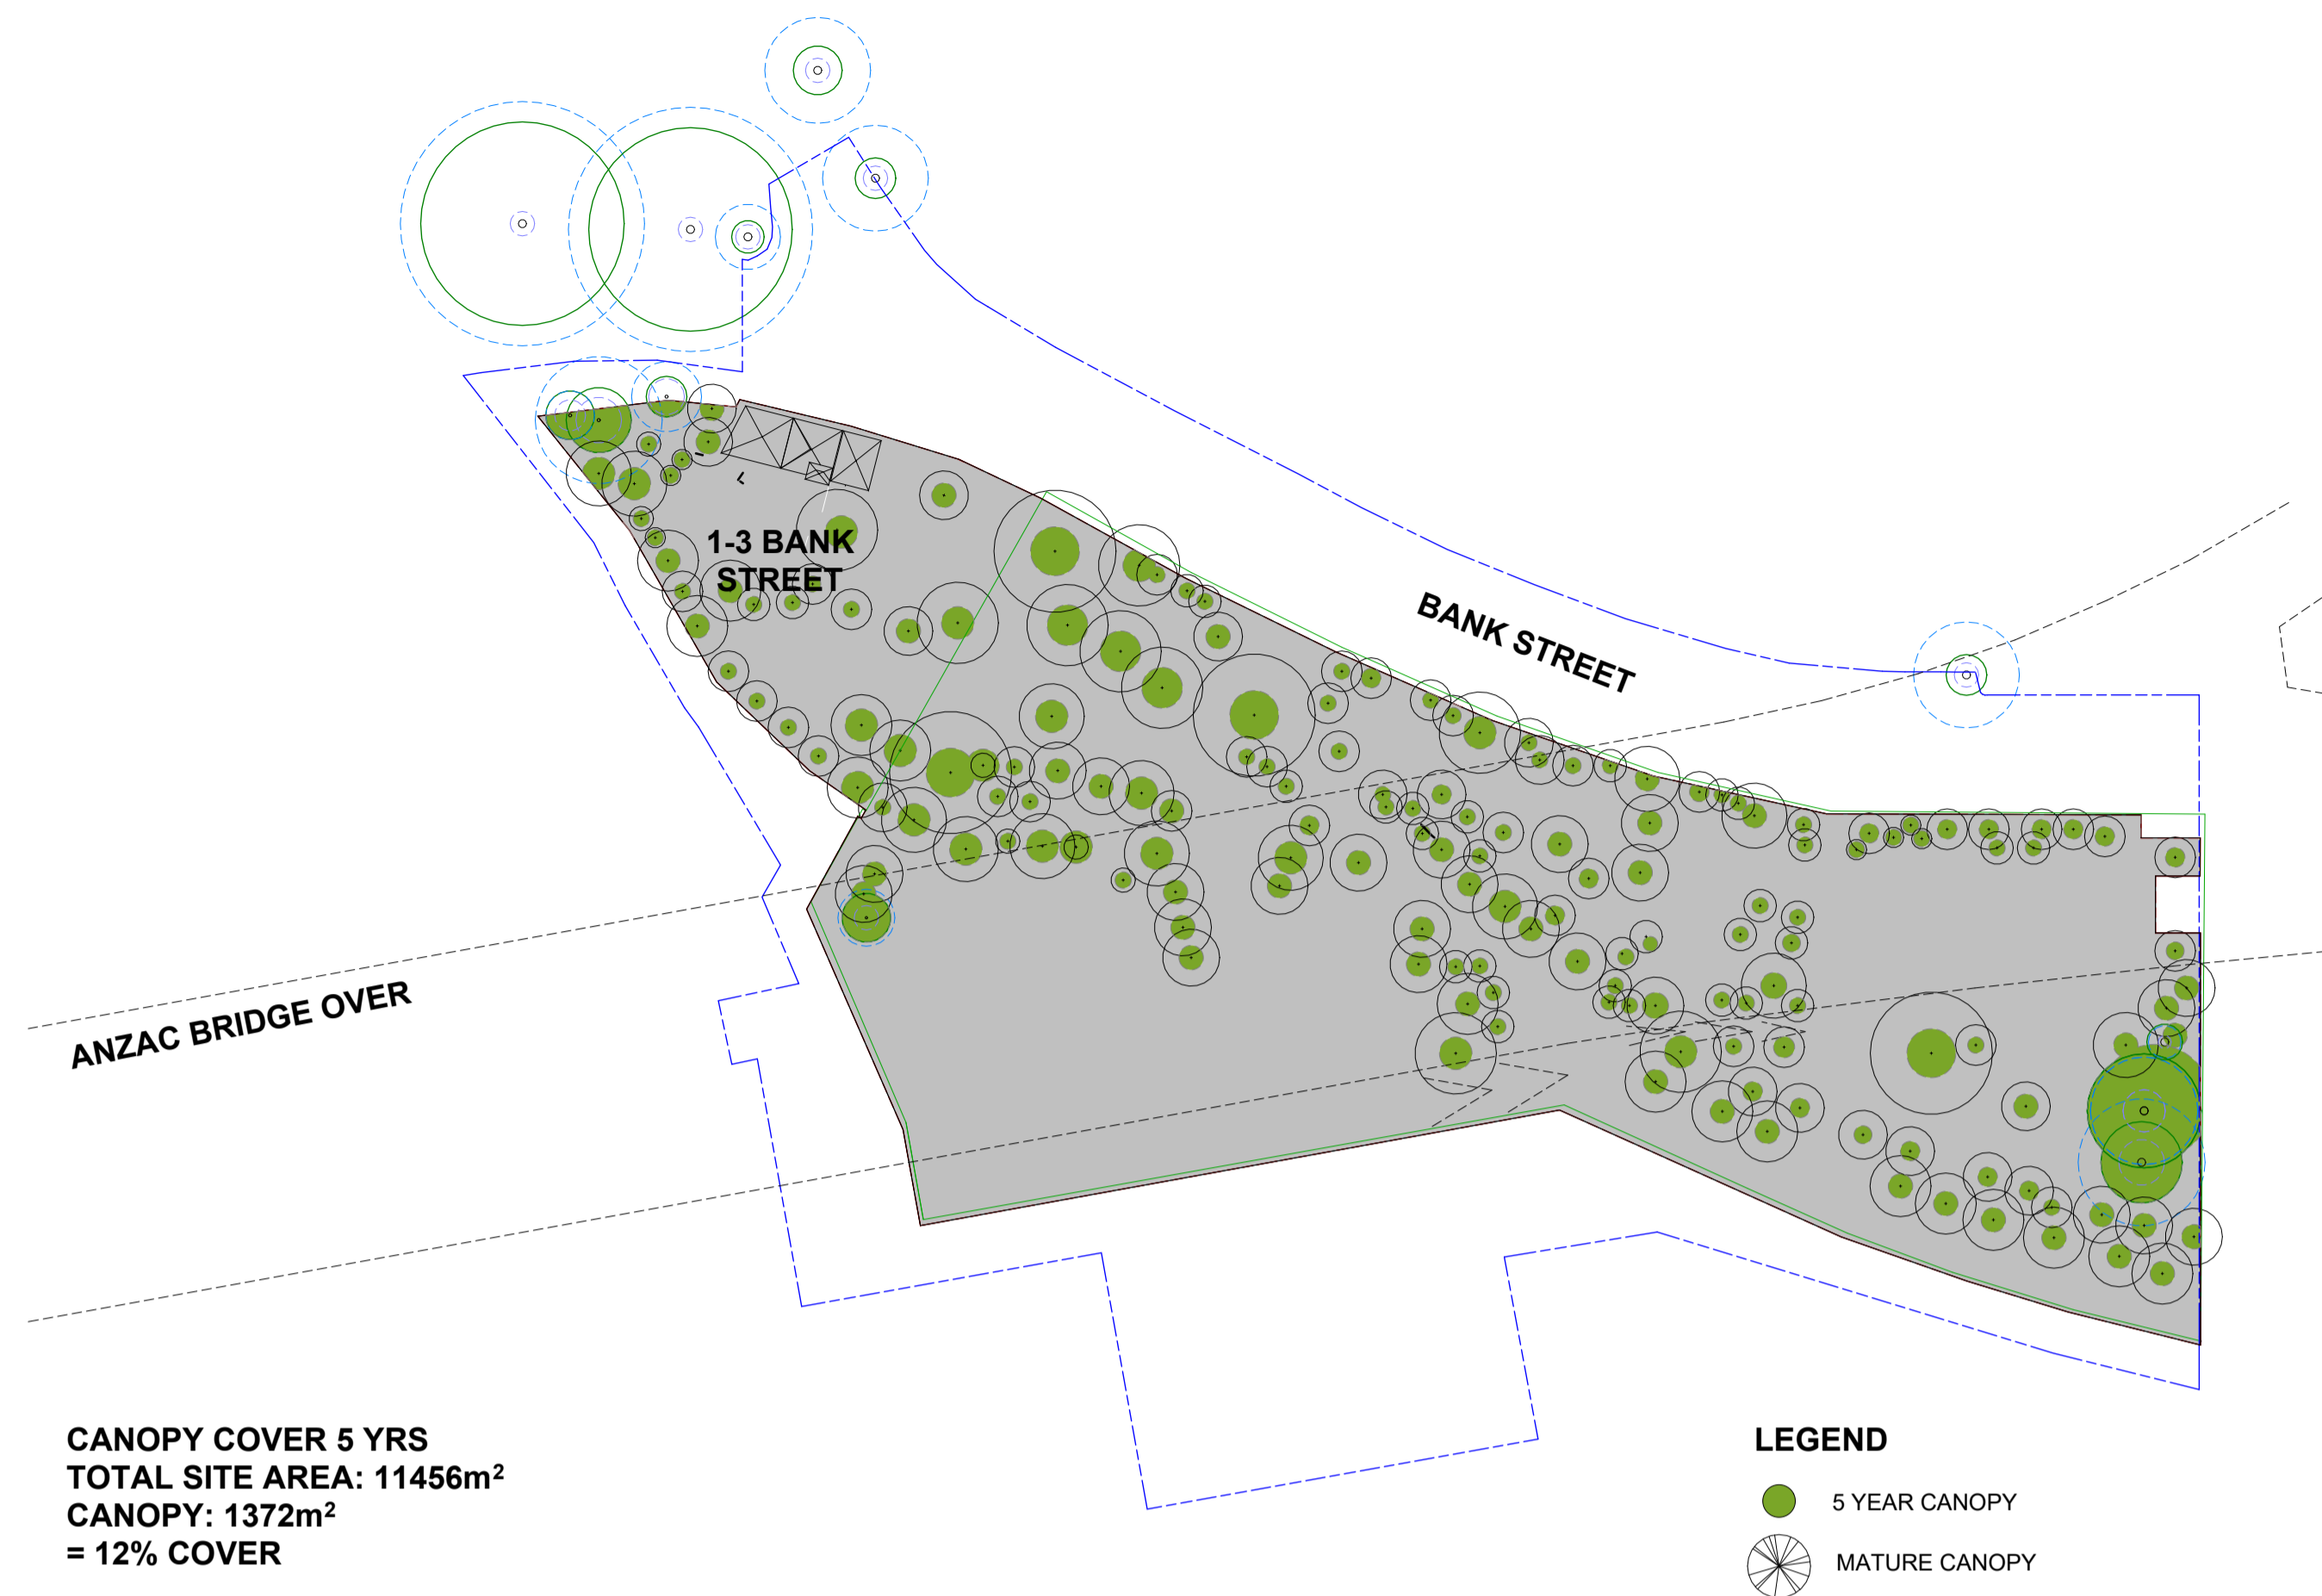 1-3 BANK
STREET
BANK STREET
ANZAC BRIDGE OVER
CANOPY COVER 5 YRS
TOTAL SITE AREA: 11456m²
CANOPY: 1372m²
= 12% COVER
LEGEND
5 YEAR CANOPY
MATURE CANOPY